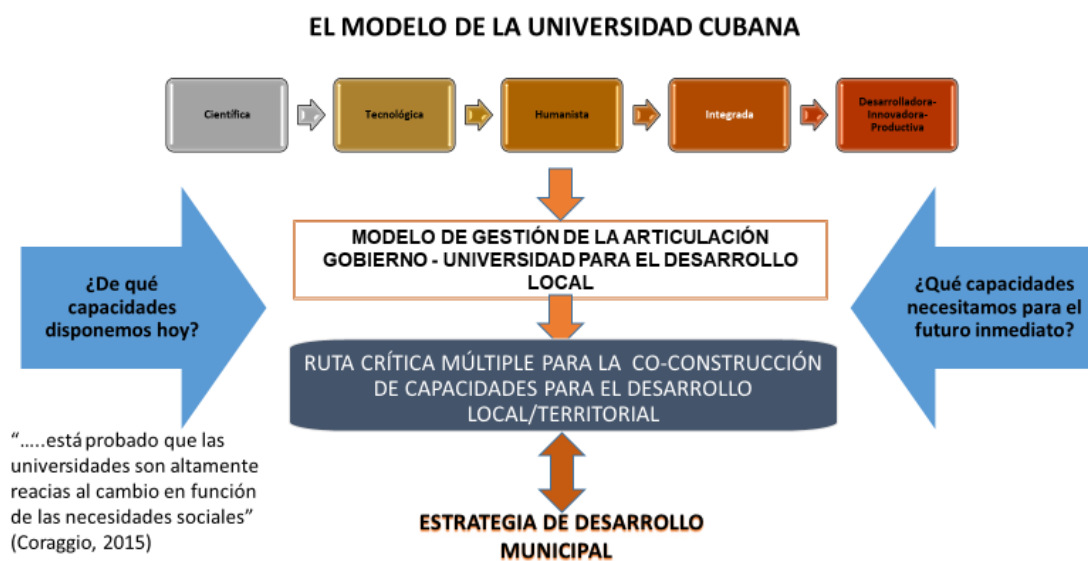 EL MODELO DE LA UNIVERSIDAD CUBANA
Científica
Tecnológica
Humanista
Integrada
Desarrolladora-
Innovadora-
Productiva
MODELO DE GESTIÓN DE LA ARTICULACIÓN
GOBIERNO - UNIVERSIDAD PARA EL DESARROLLO
LOCAL
¿De qué
capacidades
disponemos hoy?
¿Qué capacidades
necesitamos para el
futuro inmediato?
RUTA CRÍTICA MÚLTIPLE PARA LA CO-CONSTRUCCIÓN
DE CAPACIDADES PARA EL DESARROLLO
LOCAL/TERRITORIAL
“…..está probado que las
universidades son altamente
reacias al cambio en función
de las necesidades sociales”
(Coraggio, 2015)
ESTRATEGIA DE DESARROLLO
MUNICIPAL